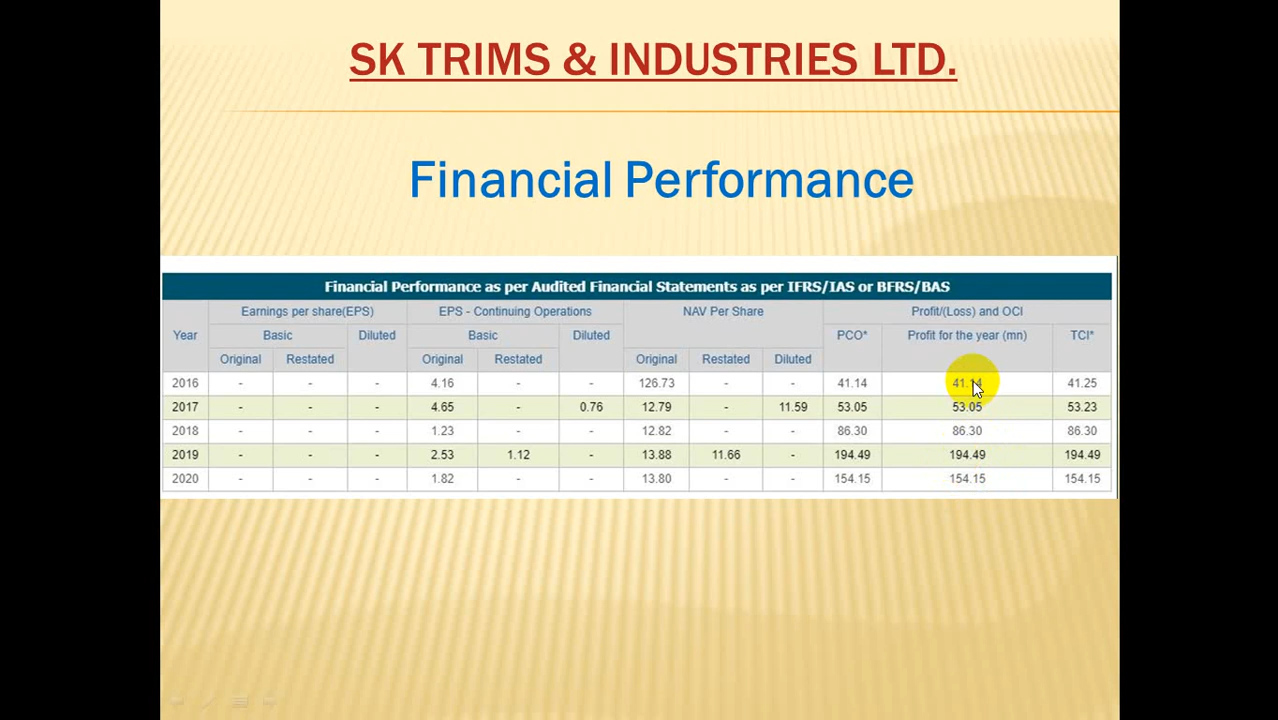 SK TRIMS & INDUSTRIES LTD.
Financial Performance
Financial Performance as per Audited Financial Statements as per IFRS/IAS or BFRS/BAS
Year Earnings per share(EPS) EPS - Continuing Operations NAV Per Share Profit/(Loss) and OCI
Basic Diluted Basic Diluted PCO* Profit for the year (mn) TCI*
Original Restated Original Restated Original Restated Diluted
2016 - - - 4.16 - - 126.73 - - 41.14 41.14 41.25
2017 - - - 4.65 - 0.76 12.79 - 11.59 53.05 53.05 53.23
2018 - - - 1.23 - - 12.82 - - 86.30 86.30 86.30
2019 - - - 2.53 1.12 - 13.88 11.66 - 194.49 194.49 194.49
2020 - - - 1.82 - - 13.80 - - 154.15 154.15 154.15